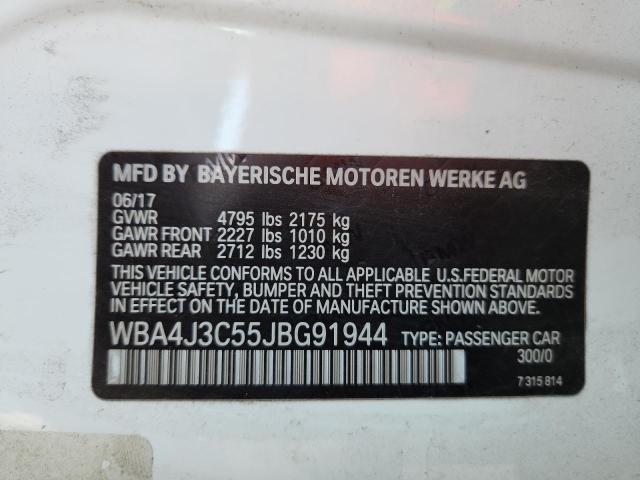 MFD BY BAYERISCHE MOTOREN WERKE AG
06/17
GVWR 4795 lbs 2175 kg
GAWR FRONT 2227 lbs 1010 kg
GAWR REAR 2712 lbs 1230 kg
THIS VEHICLE CONFORMS TO ALL APPLICABLE U.S.FEDERAL MOTOR
VEHICLE SAFETY, BUMPER AND THEFT PREVENTION STANDARDS
IN EFFECT ON THE DATE OF MANUFACTURE SHOWN ABOVE.
WBA4J3C55JBG91944 TYPE: PASSENGER CAR
300/0
7 315 814